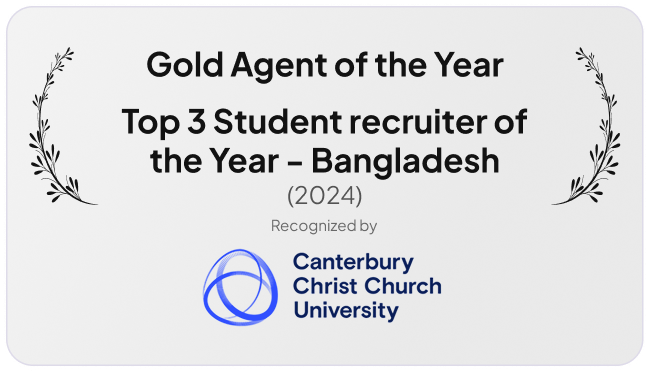 Gold Agent of the Year
Top 3 Student recruiter of
the Year – Bangladesh
(2024)
Recognized by
Canterbury
Christ Church
University